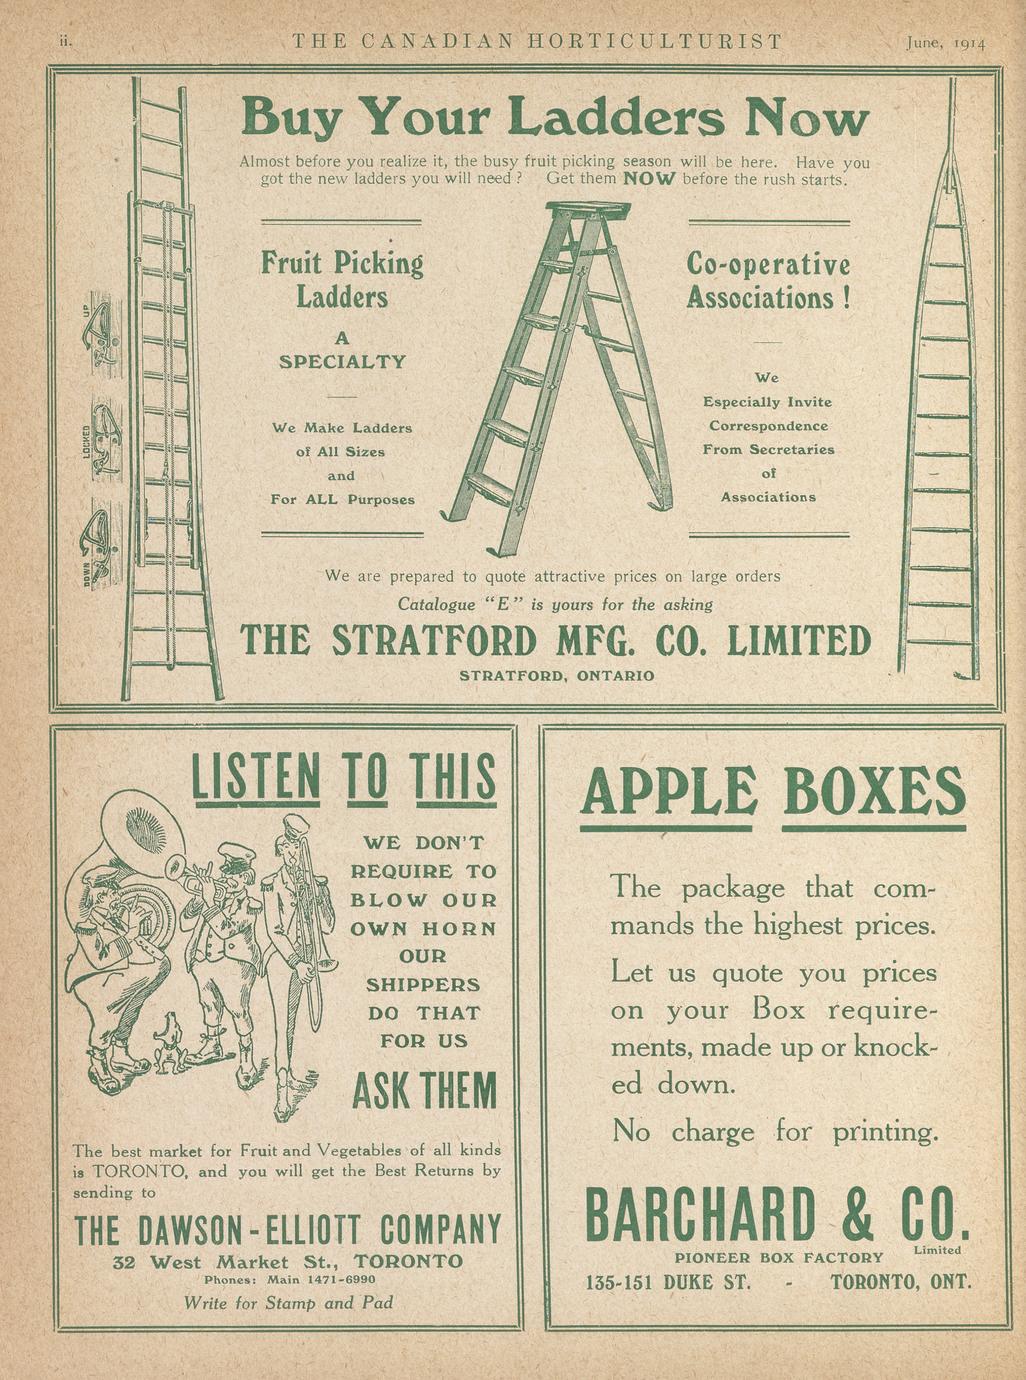 ii.
THE CANADIAN HORTICULTURIST
June, 1914
Buy Your Ladders Now
Almost before you realize it, the busy fruit picking season will be here. Have you
got the new ladders you will need? Get them NOW before the rush starts.
UP
LOCKED
DOWN
Fruit Picking
Ladders
A
SPECIALTY
We Make Ladders
of All Sizes
and
For ALL Purposes
Co-operative
Associations !
We
Especially Invite
Correspondence
From Secretaries
of
Associations
We are prepared to quote attractive prices on large orders
Catalogue "E" is yours for the asking
THE STRATFORD MFG. CO. LIMITED
STRATFORD, ONTARIO
LISTEN TO THIS
WE DON'T
REQUIRE TO
BLOW OUR
OWN HORN
OUR
SHIPPERS
DO THAT
FOR US
ASK THEM
The best market for Fruit and Vegetables of all kinds
is TORONTO, and you will get the Best Returns by
sending to
THE DAWSON-ELLIOTT COMPANY
32 West Market St., TORONTO
Phones: Main 1471-6990
Write for Stamp and Pad
APPLE BOXES
The package that com-
mands the highest prices.
Let us quote you prices
on your Box require-
ments, made up or knock-
ed down.
No charge for printing.
BARCHARD & CO.
Limited
PIONEER BOX FACTORY
135-151 DUKE ST. - TORONTO, ONT.